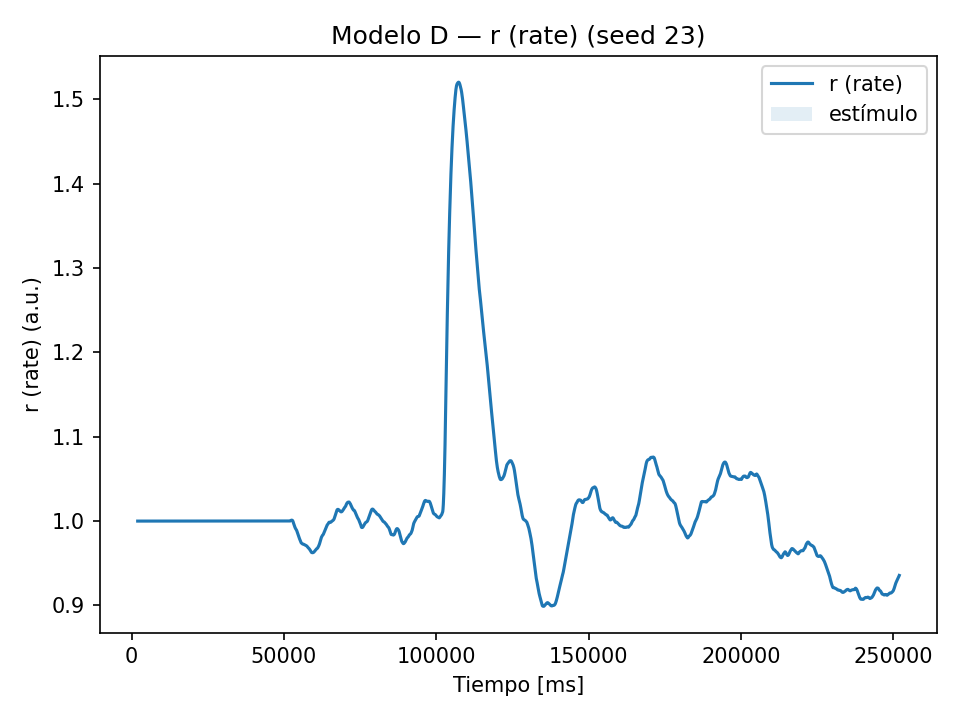 Modelo D — r (rate) (seed 23)
r (rate)
estímulo
r (rate) (a.u.)
1.5
1.4
1.3
1.2
1.1
1.0
0.9
0
50000
100000
150000
200000
250000
Tiempo [ms]